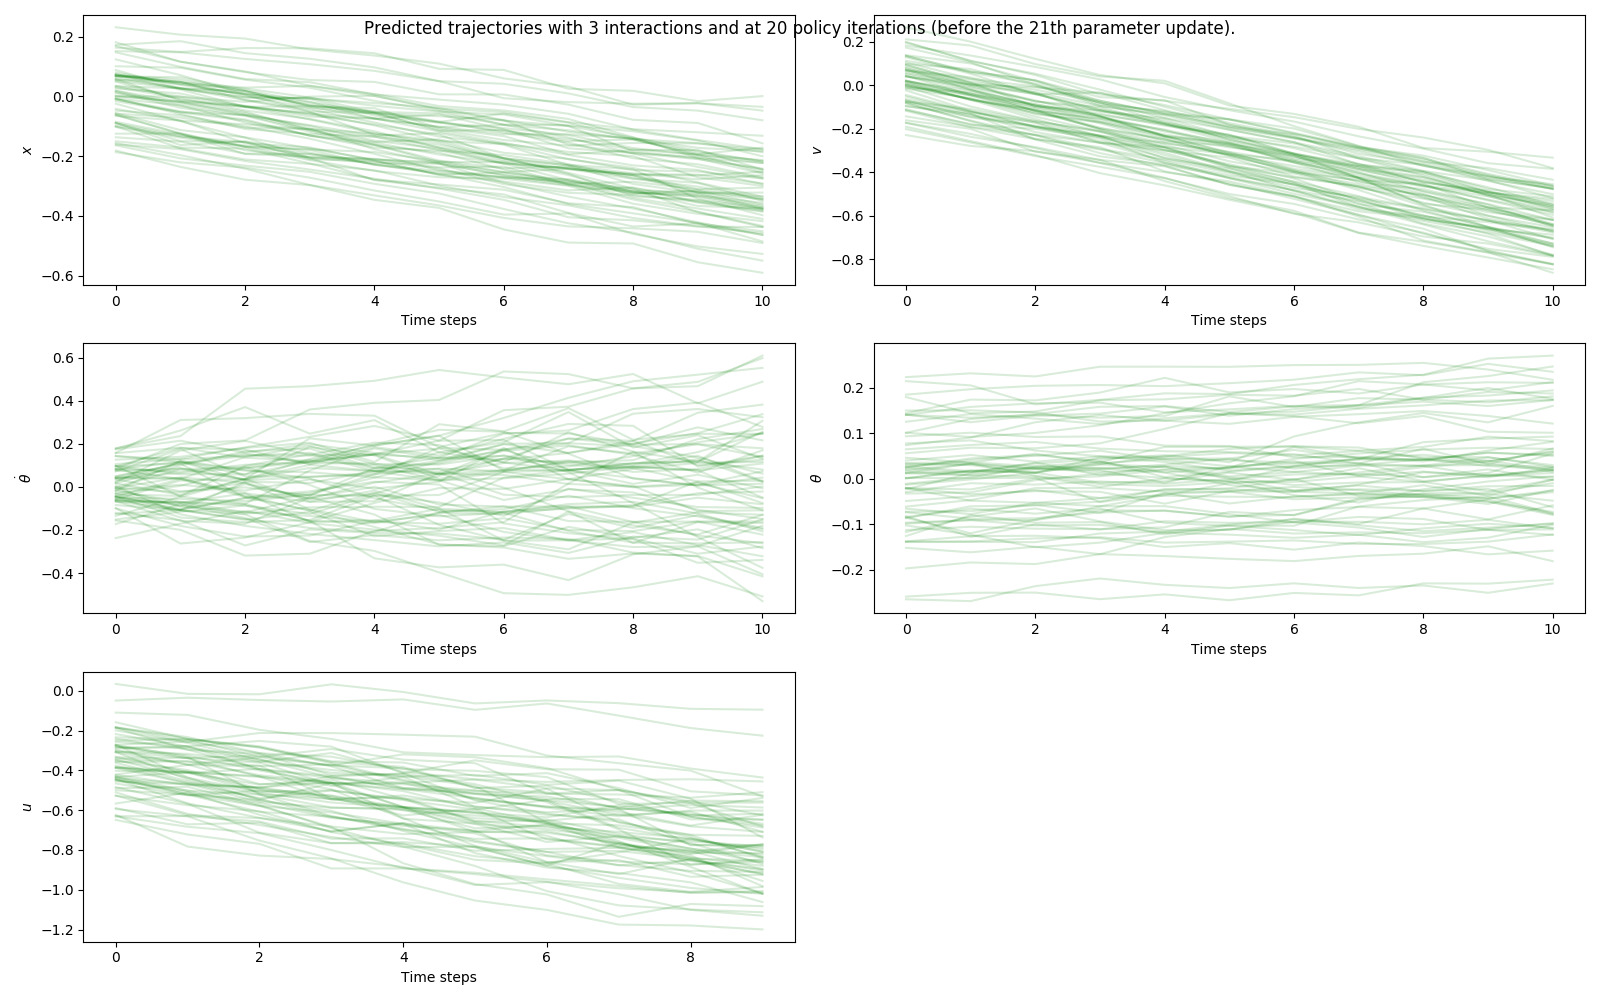 Predicted trajectories with 3 interactions and at 20 policy iterations (before the 21th parameter update).
0.2
0.0
−0.2
−0.4
−0.6
x
0 2 4 6 8 10
Time steps
0.2
0.0
−0.2
−0.4
−0.6
−0.8
v
0 2 4 6 8 10
Time steps
0.6
0.4
0.2
0.0
−0.2
−0.4
θ̇
0 2 4 6 8 10
Time steps
0.2
0.1
0.0
−0.1
−0.2
θ
0 2 4 6 8 10
Time steps
0.0
−0.2
−0.4
−0.6
−0.8
−1.0
−1.2
u
0 2 4 6 8
Time steps